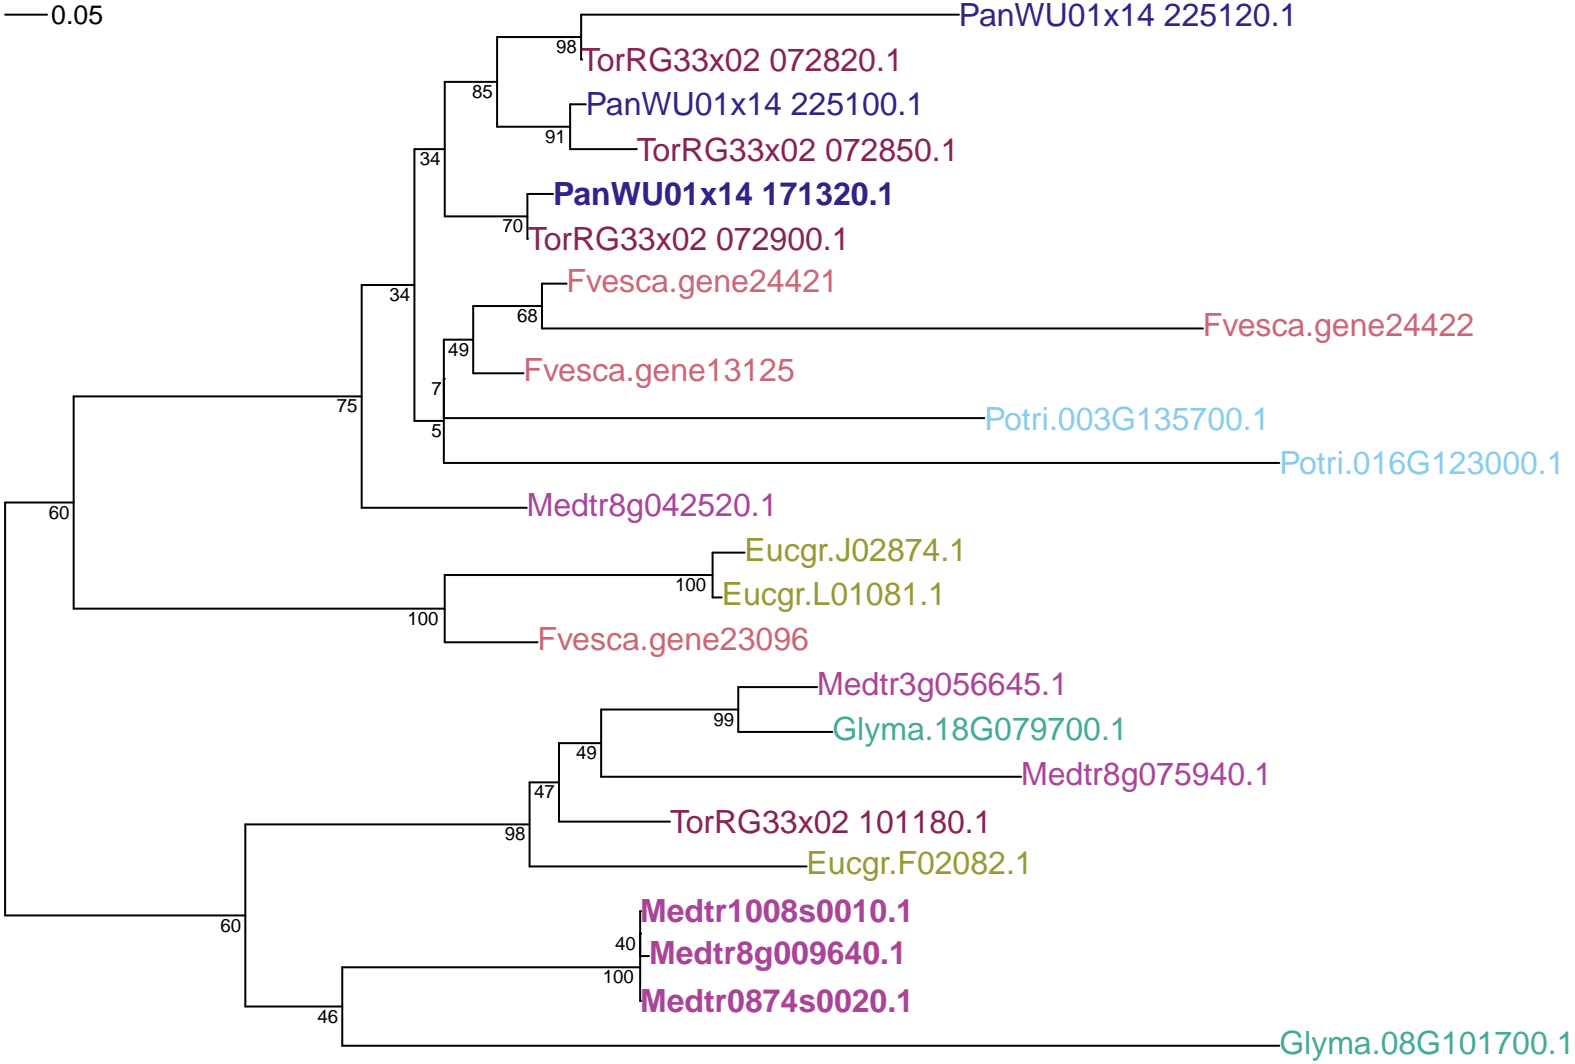 0.05
PanWU01x14 225120.1
98
TorRG33x02 072820.1
85
PanWU01x14 225100.1
91
TorRG33x02 072850.1
34
PanWU01x14 171320.1
70
TorRG33x02 072900.1
Fvesca.gene24421
34
68
Fvesca.gene24422
49
Fvesca.gene13125
7
75
Potri.003G135700.1
5
Potri.016G123000.1
Medtr8g042520.1
60
Eucgr.J02874.1
100
Eucgr.L01081.1
100
Fvesca.gene23096
Medtr3g056645.1
99
Glyma.18G079700.1
49
Medtr8g075940.1
47
TorRG33x02 101180.1
98
Eucgr.F02082.1
Medtr1008s0010.1
60
40
Medtr8g009640.1
100
Medtr0874s0020.1
46
Glyma.08G101700.1